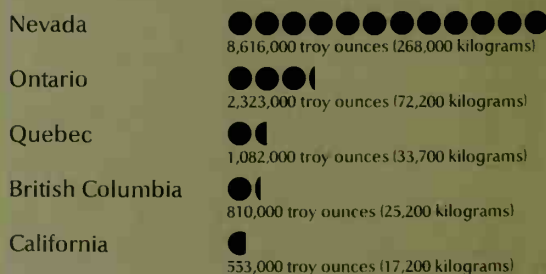 Nevada
8,616,000 troy ounces (268,000 kilograms)
Ontario
2,323,000 troy ounces (72,200 kilograms)
Quebec
1,082,000 troy ounces (33,700 kilograms)
British Columbia
810,000 troy ounces (25,200 kilograms)
California
553,000 troy ounces (17,200 kilograms)